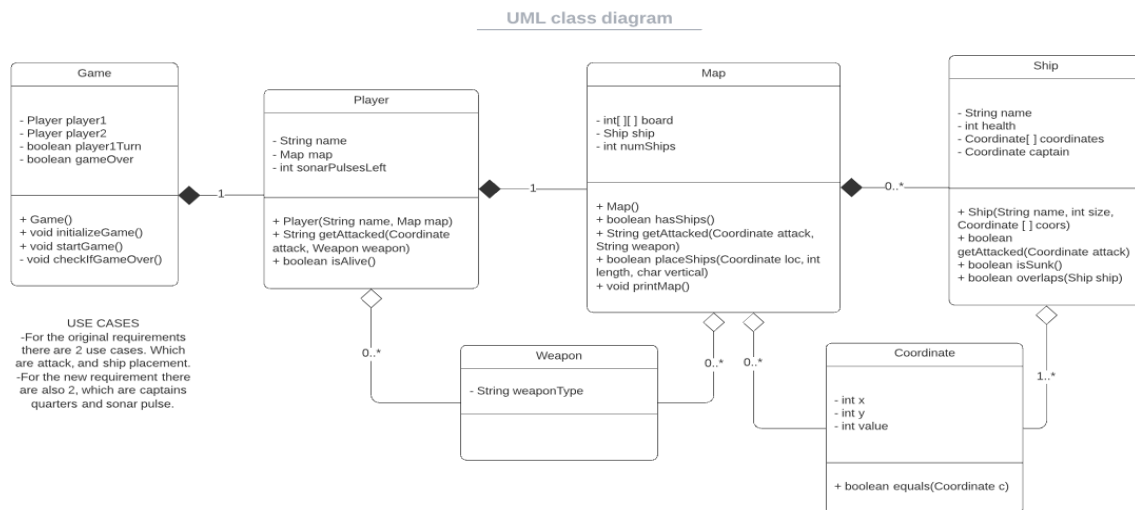 UML class diagram
Game
- Player player1
- Player player2
- boolean player1Turn
- boolean gameOver
+ Game()
+ void initializeGame()
+ void startGame()
- void checkIfGameOver()
1
Player
- String name
- Map map
- int sonarPulsesLeft
+ Player(String name, Map map)
+ String getAttacked(Coordinate
attack, Weapon weapon)
+ boolean isAlive()
1
Map
- int[ ][ ] board
- Ship ship
- int numShips
+ Map()
+ boolean hasShips()
+ String getAttacked(Coordinate attack,
String weapon)
+ boolean placeShips(Coordinate loc, int
length, char vertical)
+ void printMap()
0..*
Ship
- String name
- int health
- Coordinate[ ] coordinates
- Coordinate captain
+ Ship(String name, int size,
Coordinate [ ] coors)
+ boolean
getAttacked(Coordinate attack)
+ boolean isSunk()
+ boolean overlaps(Ship ship)
USE CASES
-For the original requirements
there are 2 use cases. Which
are attack, and ship placement.
-For the new requirement there
are also 2, which are captains
quarters and sonar pulse.
0..*
Weapon
- String weaponType
0..*
0..*
Coordinate
- int x
- int y
- int value
+ boolean equals(Coordinate c)
1..*